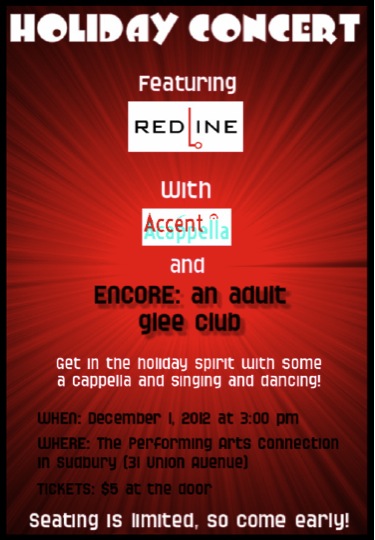 HOLIDAY CONCERT
Featuring
RED LINE
with
Accent
Acappella
and
ENCORE: an adult
glee club
Get in the holiday spirit with some
a cappella and singing and dancing!
WHEN: December 1, 2012 at 3:00 pm
WHERE: The Performing Arts Connection
in Sudbury (31 Union Avenue)
TICKETS: $5 at the door
Seating is limited, so come early!